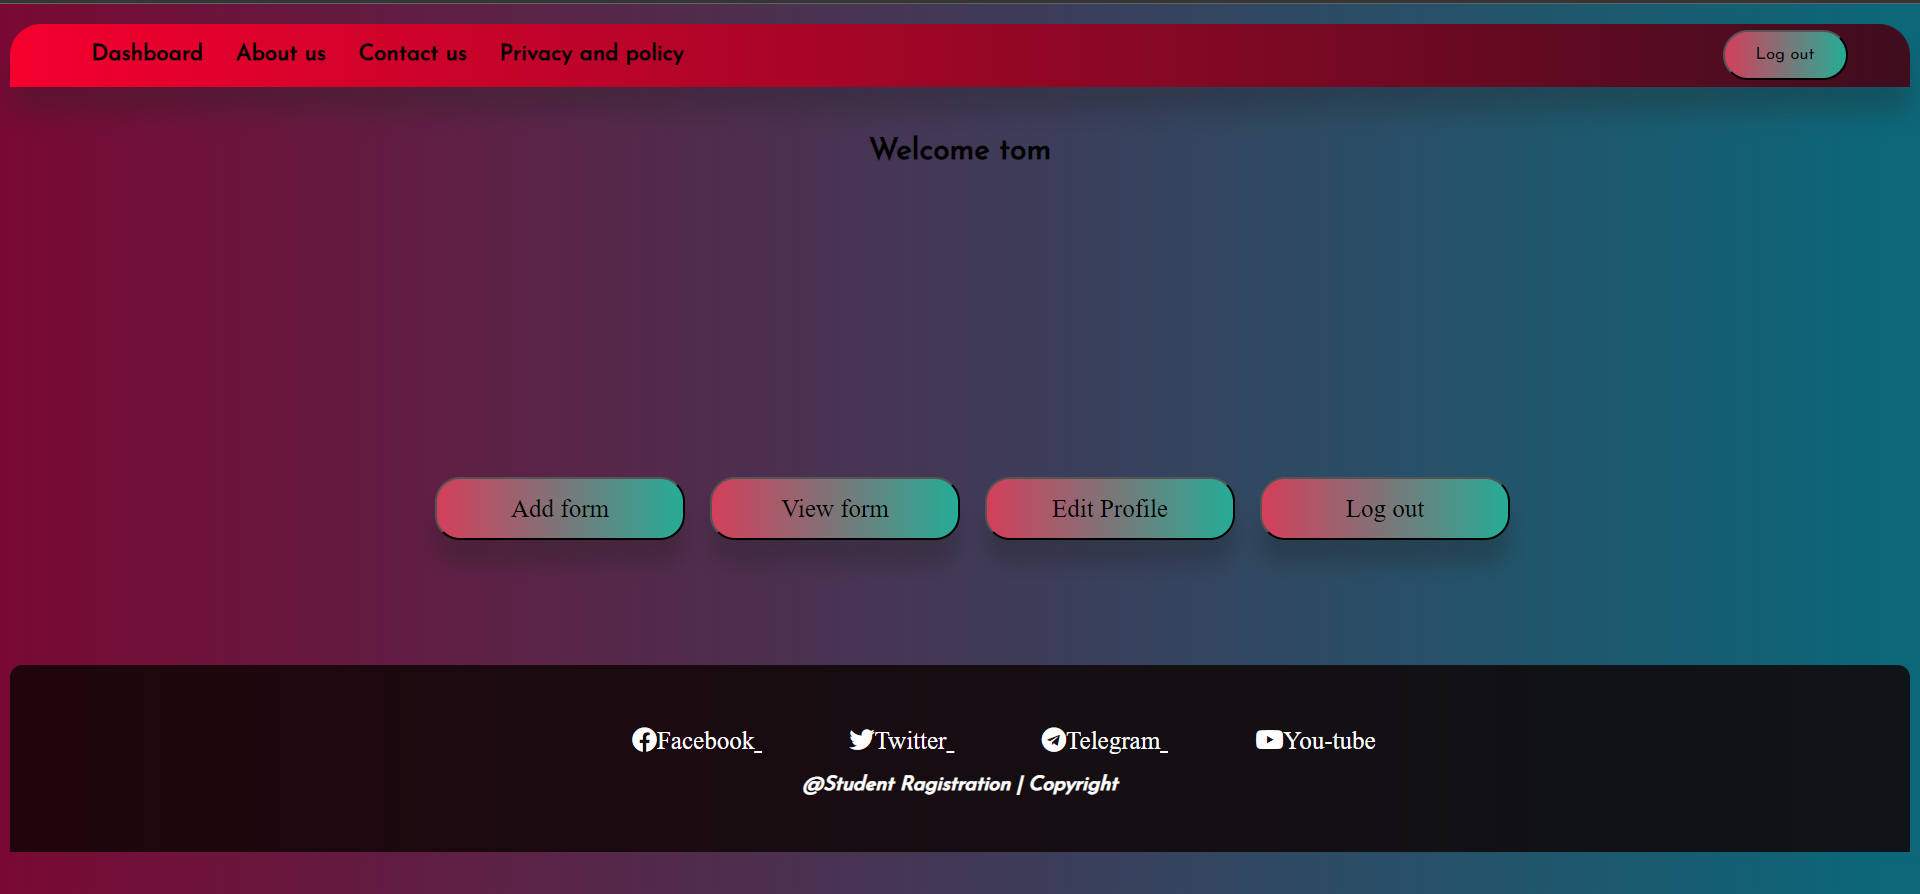 Dashboard About us Contact us Privacy and policy Log out
Welcome tom
Add form View form Edit Profile Log out
Facebook_ Twitter_ Telegram_ You-tube
@Student Ragistration | Copyright